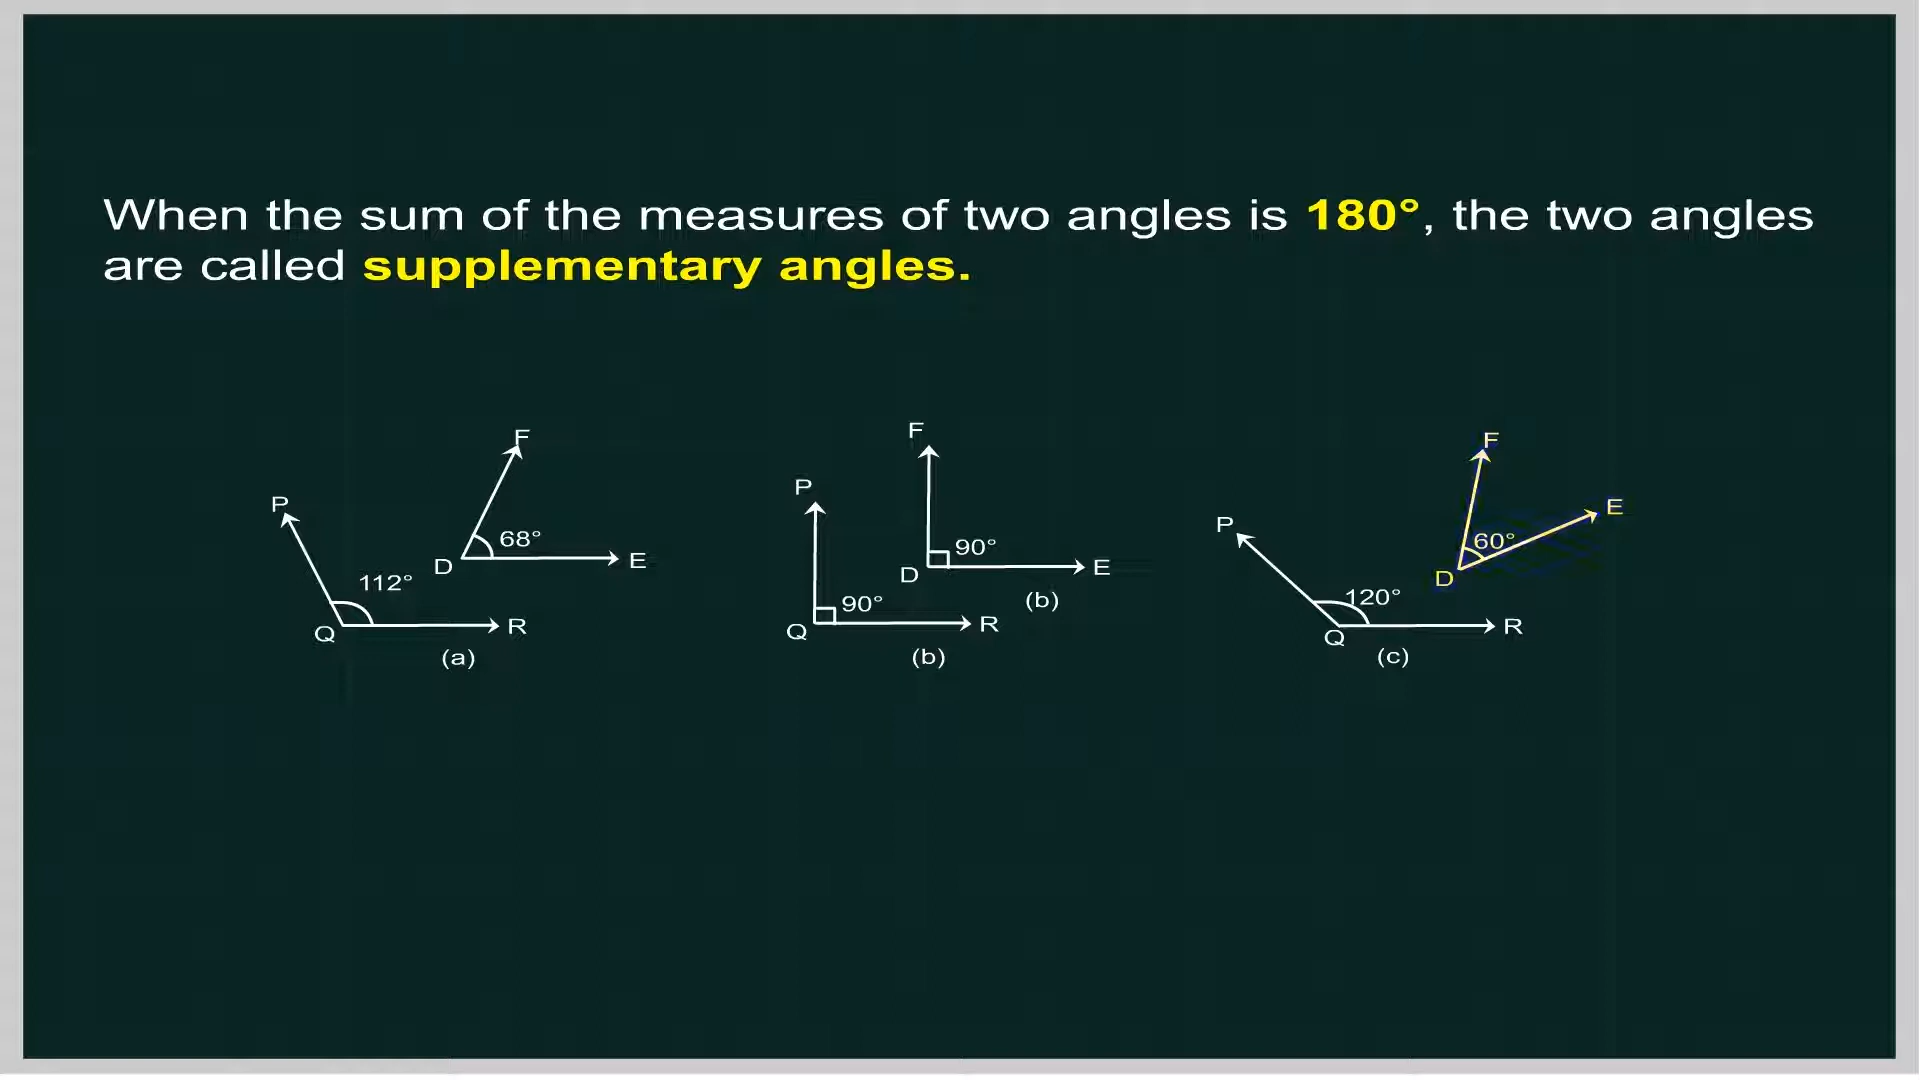 When the sum of the measures of two angles is 180°, the two angles
are called supplementary angles.
F
P
68°
D
E
112°
Q
R
(a)
F
P
90°
D
E
(b)
90°
Q
R
(b)
F
E
P
60°
D
120°
Q
R
(c)